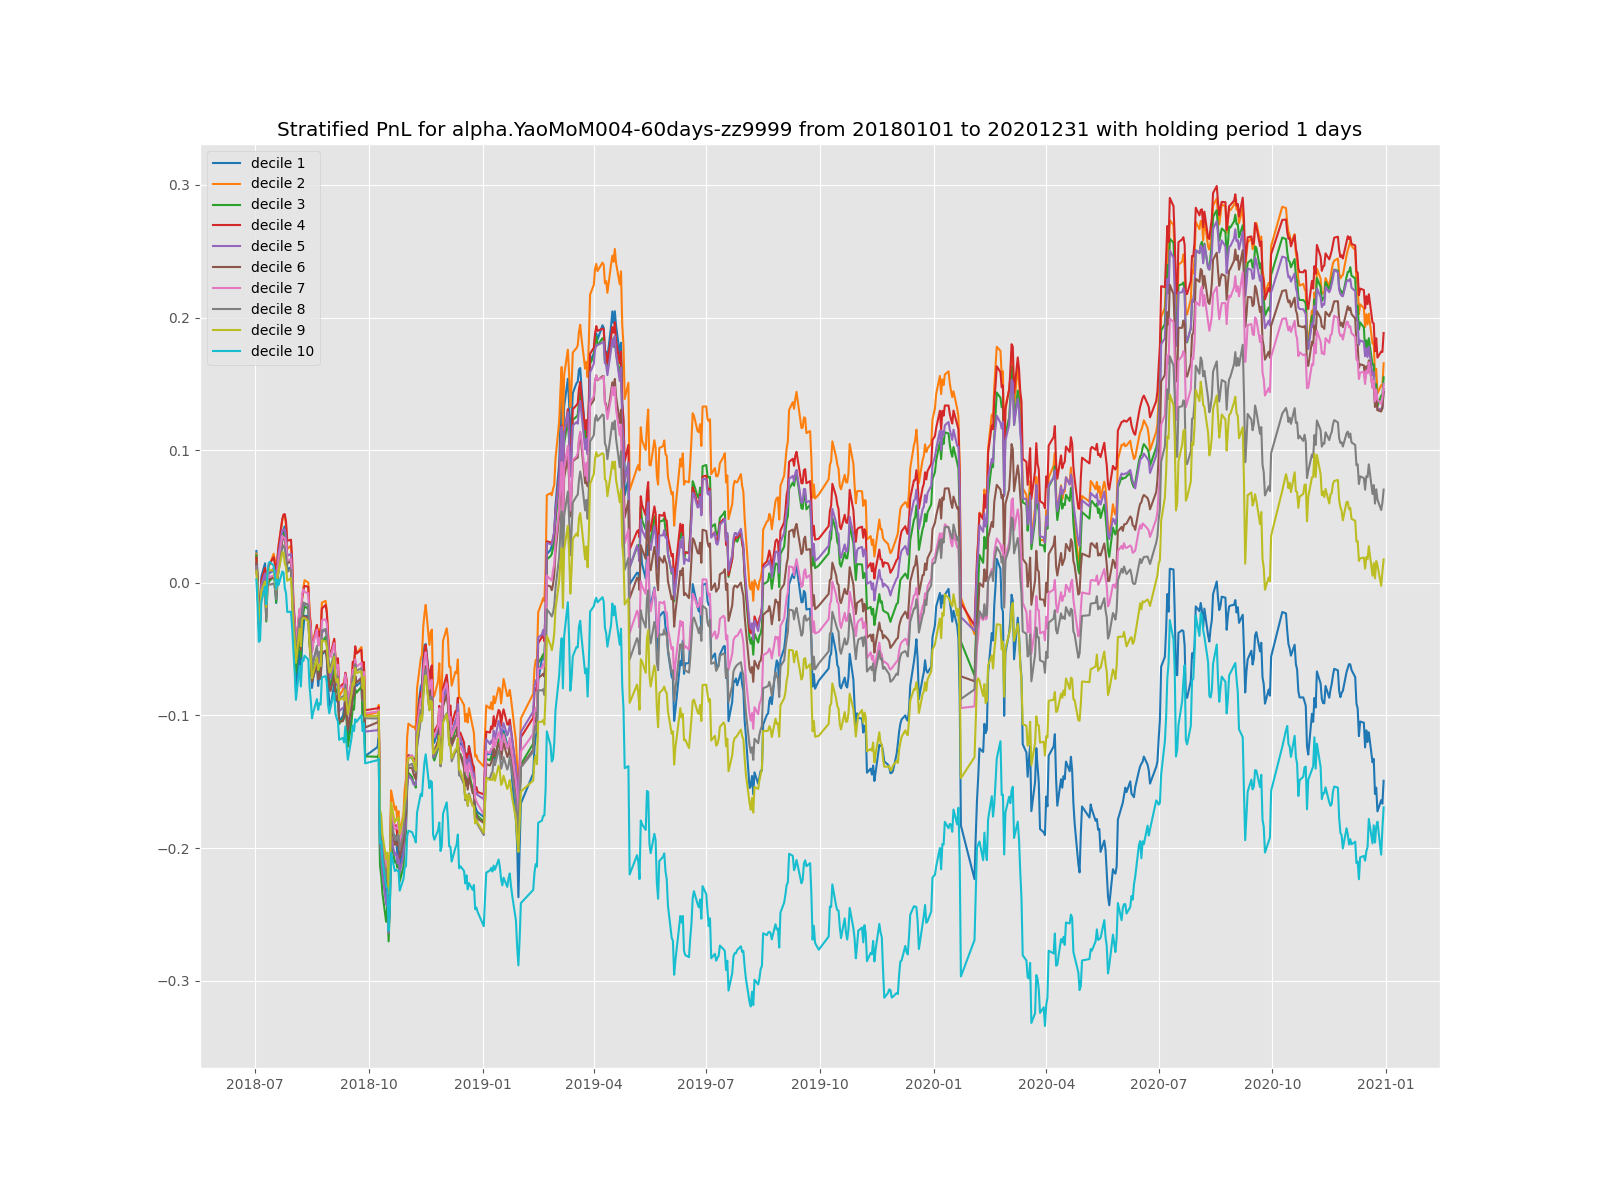 Stratified PnL for alpha.YaoMoM004-60days-zz9999 from 20180101 to 20201231 with holding period 1 days
decile 1
decile 2
decile 3
decile 4
decile 5
decile 6
decile 7
decile 8
decile 9
decile 10
0.3
0.2
0.1
0.0
−0.1
−0.2
−0.3
2018-07 2018-10 2019-01 2019-04 2019-07 2019-10 2020-01 2020-04 2020-07 2020-10 2021-01